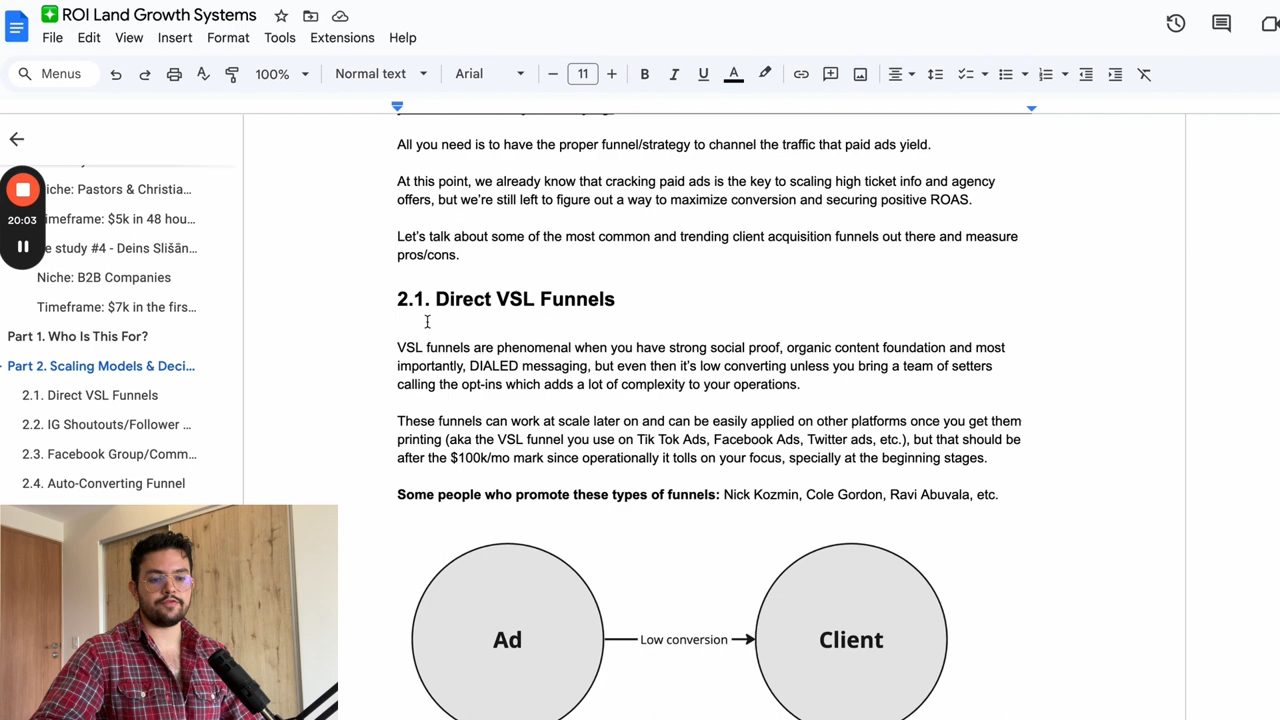 ROI Land Growth Systems
File Edit View Insert Format Tools Extensions Help
Menus 100% Normal text Arial 11 B I U A
All you need is to have the proper funnel/strategy to channel the traffic that paid ads yield.
At this point, we already know that cracking paid ads is the key to scaling high ticket info and agency
offers, but we're still left to figure out a way to maximize conversion and securing positive ROAS.
Let's talk about some of the most common and trending client acquisition funnels out there and measure
pros/cons.
2.1. Direct VSL Funnels
VSL funnels are phenomenal when you have strong social proof, organic content foundation and most
importantly, DIALED messaging, but even then it's low converting unless you bring a team of setters
calling the opt-ins which adds a lot of complexity to your operations.
These funnels can work at scale later on and can be easily applied on other platforms once you get them
printing (aka the VSL funnel you use on Tik Tok Ads, Facebook Ads, Twitter ads, etc.), but that should be
after the $100k/mo mark since operationally it tolls on your focus, specially at the beginning stages.
Some people who promote these types of funnels: Nick Kozmin, Cole Gordon, Ravi Abuvala, etc.
Ad
Low conversion
Client
iche: Pastors & Christia...
imeframe: $5k in 48 hou...
e study #4 - Deins Slišān...
Niche: B2B Companies
Timeframe: $7k in the firs...
Part 1. Who Is This For?
Part 2. Scaling Models & Deci...
2.1. Direct VSL Funnels
2.2. IG Shoutouts/Follower ...
2.3. Facebook Group/Comm...
2.4. Auto-Converting Funnel
20:03